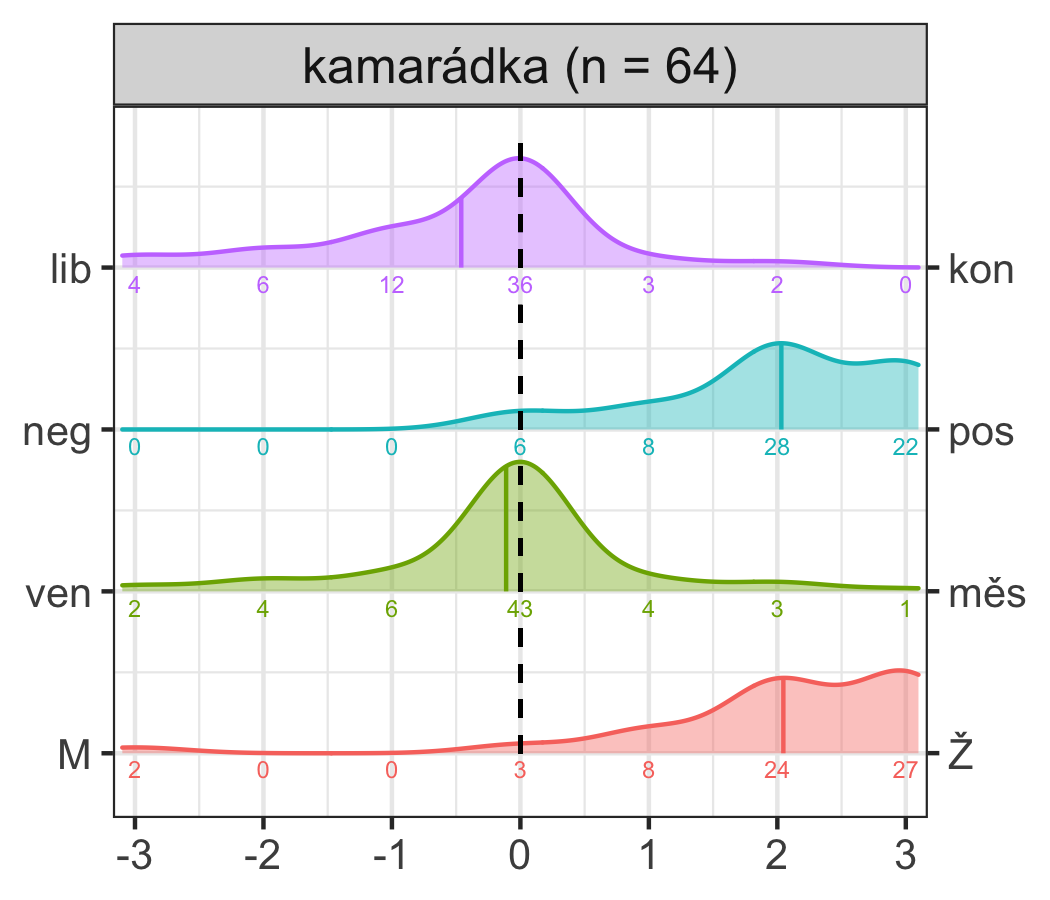 kamarádka (n = 64)
lib kon
4 6 12 36 3 2 0
neg pos
0 0 0 6 8 28 22
ven měs
2 4 6 43 4 3 1
M Ž
2 0 0 3 8 24 27
-3 -2 -1 0 1 2 3